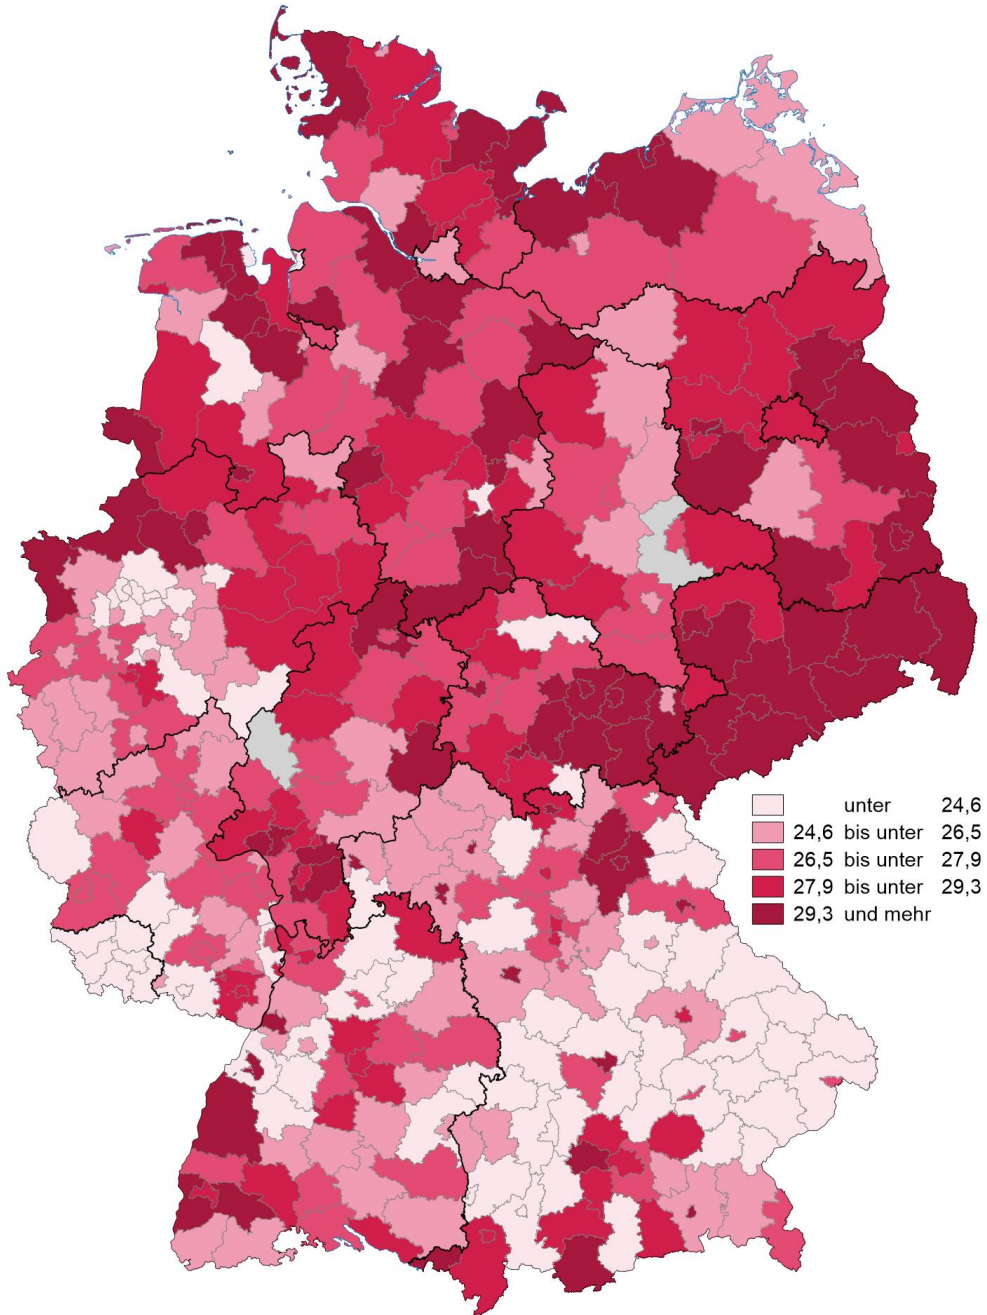 unter 24,6
24,6 bis unter 26,5
26,5 bis unter 27,9
27,9 bis unter 29,3
29,3 und mehr